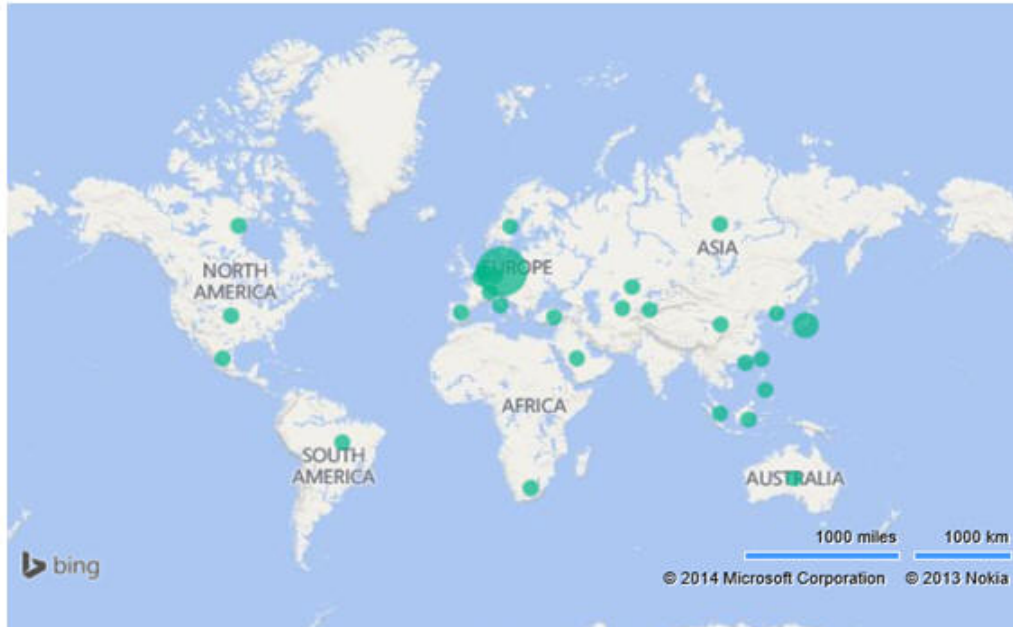 ASIA
EUROPE
NORTH
AMERICA
AFRICA
SOUTH
AMERICA
AUSTRALIA
1000 miles 1000 km
bing
© 2014 Microsoft Corporation © 2013 Nokia